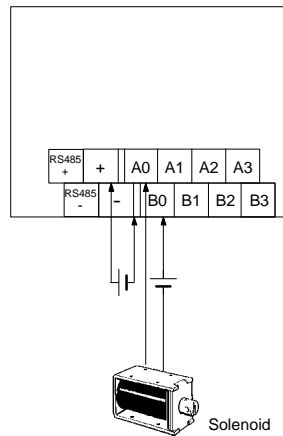 RS485
+
+
A0
A1
A2
A3
RS485
-
-
B0
B1
B2
B3
Solenoid